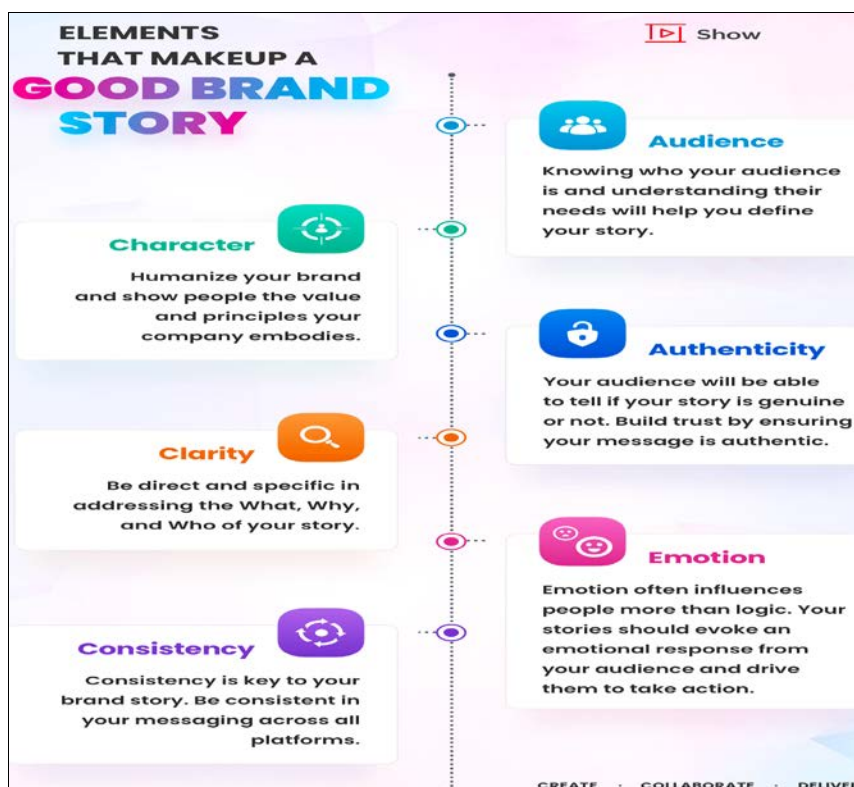 ELEMENTS
THAT MAKEUP A
GOOD BRAND
STORY
Show
Audience
Knowing who your audience
is and understanding their
needs will help you define
your story.
Character
Humanize your brand
and show people the value
and principles your
company embodies.
Authenticity
Your audience will be able
to tell if your story is genuine
or not. Build trust by ensuring
your message is authentic.
Clarity
Be direct and specific in
addressing the What, Why,
and Who of your story.
Emotion
Emotion often influences
people more than logic. Your
stories should evoke an
emotional response from
your audience and drive
them to take action.
Consistency
Consistency is key to your
brand story. Be consistent in
your messaging across all
platforms.
CREATE · COLLABORATE · DELIVE